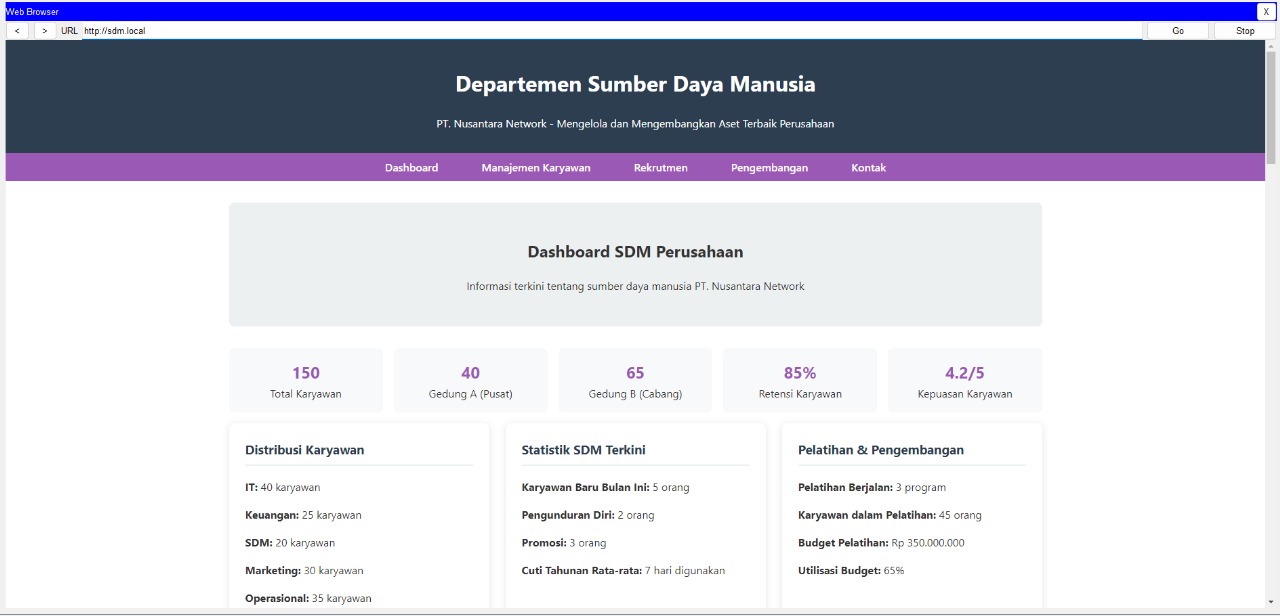 Web Browser X
< > URL http://sdm.local Go Stop
Departemen Sumber Daya Manusia
PT. Nusantara Network - Mengelola dan Mengembangkan Aset Terbaik Perusahaan
Dashboard Manajemen Karyawan Rekrutmen Pengembangan Kontak
Dashboard SDM Perusahaan
Informasi terkini tentang sumber daya manusia PT. Nusantara Network
150
Total Karyawan
40
Gedung A (Pusat)
65
Gedung B (Cabang)
85%
Retensi Karyawan
4.2/5
Kepuasan Karyawan
Distribusi Karyawan
IT: 40 karyawan
Keuangan: 25 karyawan
SDM: 20 karyawan
Marketing: 30 karyawan
Operasional: 35 karyawan
Statistik SDM Terkini
Karyawan Baru Bulan Ini: 5 orang
Pengunduran Diri: 2 orang
Promosi: 3 orang
Cuti Tahunan Rata-rata: 7 hari digunakan
Pelatihan & Pengembangan
Pelatihan Berjalan: 3 program
Karyawan dalam Pelatihan: 45 orang
Budget Pelatihan: Rp 350.000.000
Utilisasi Budget: 65%